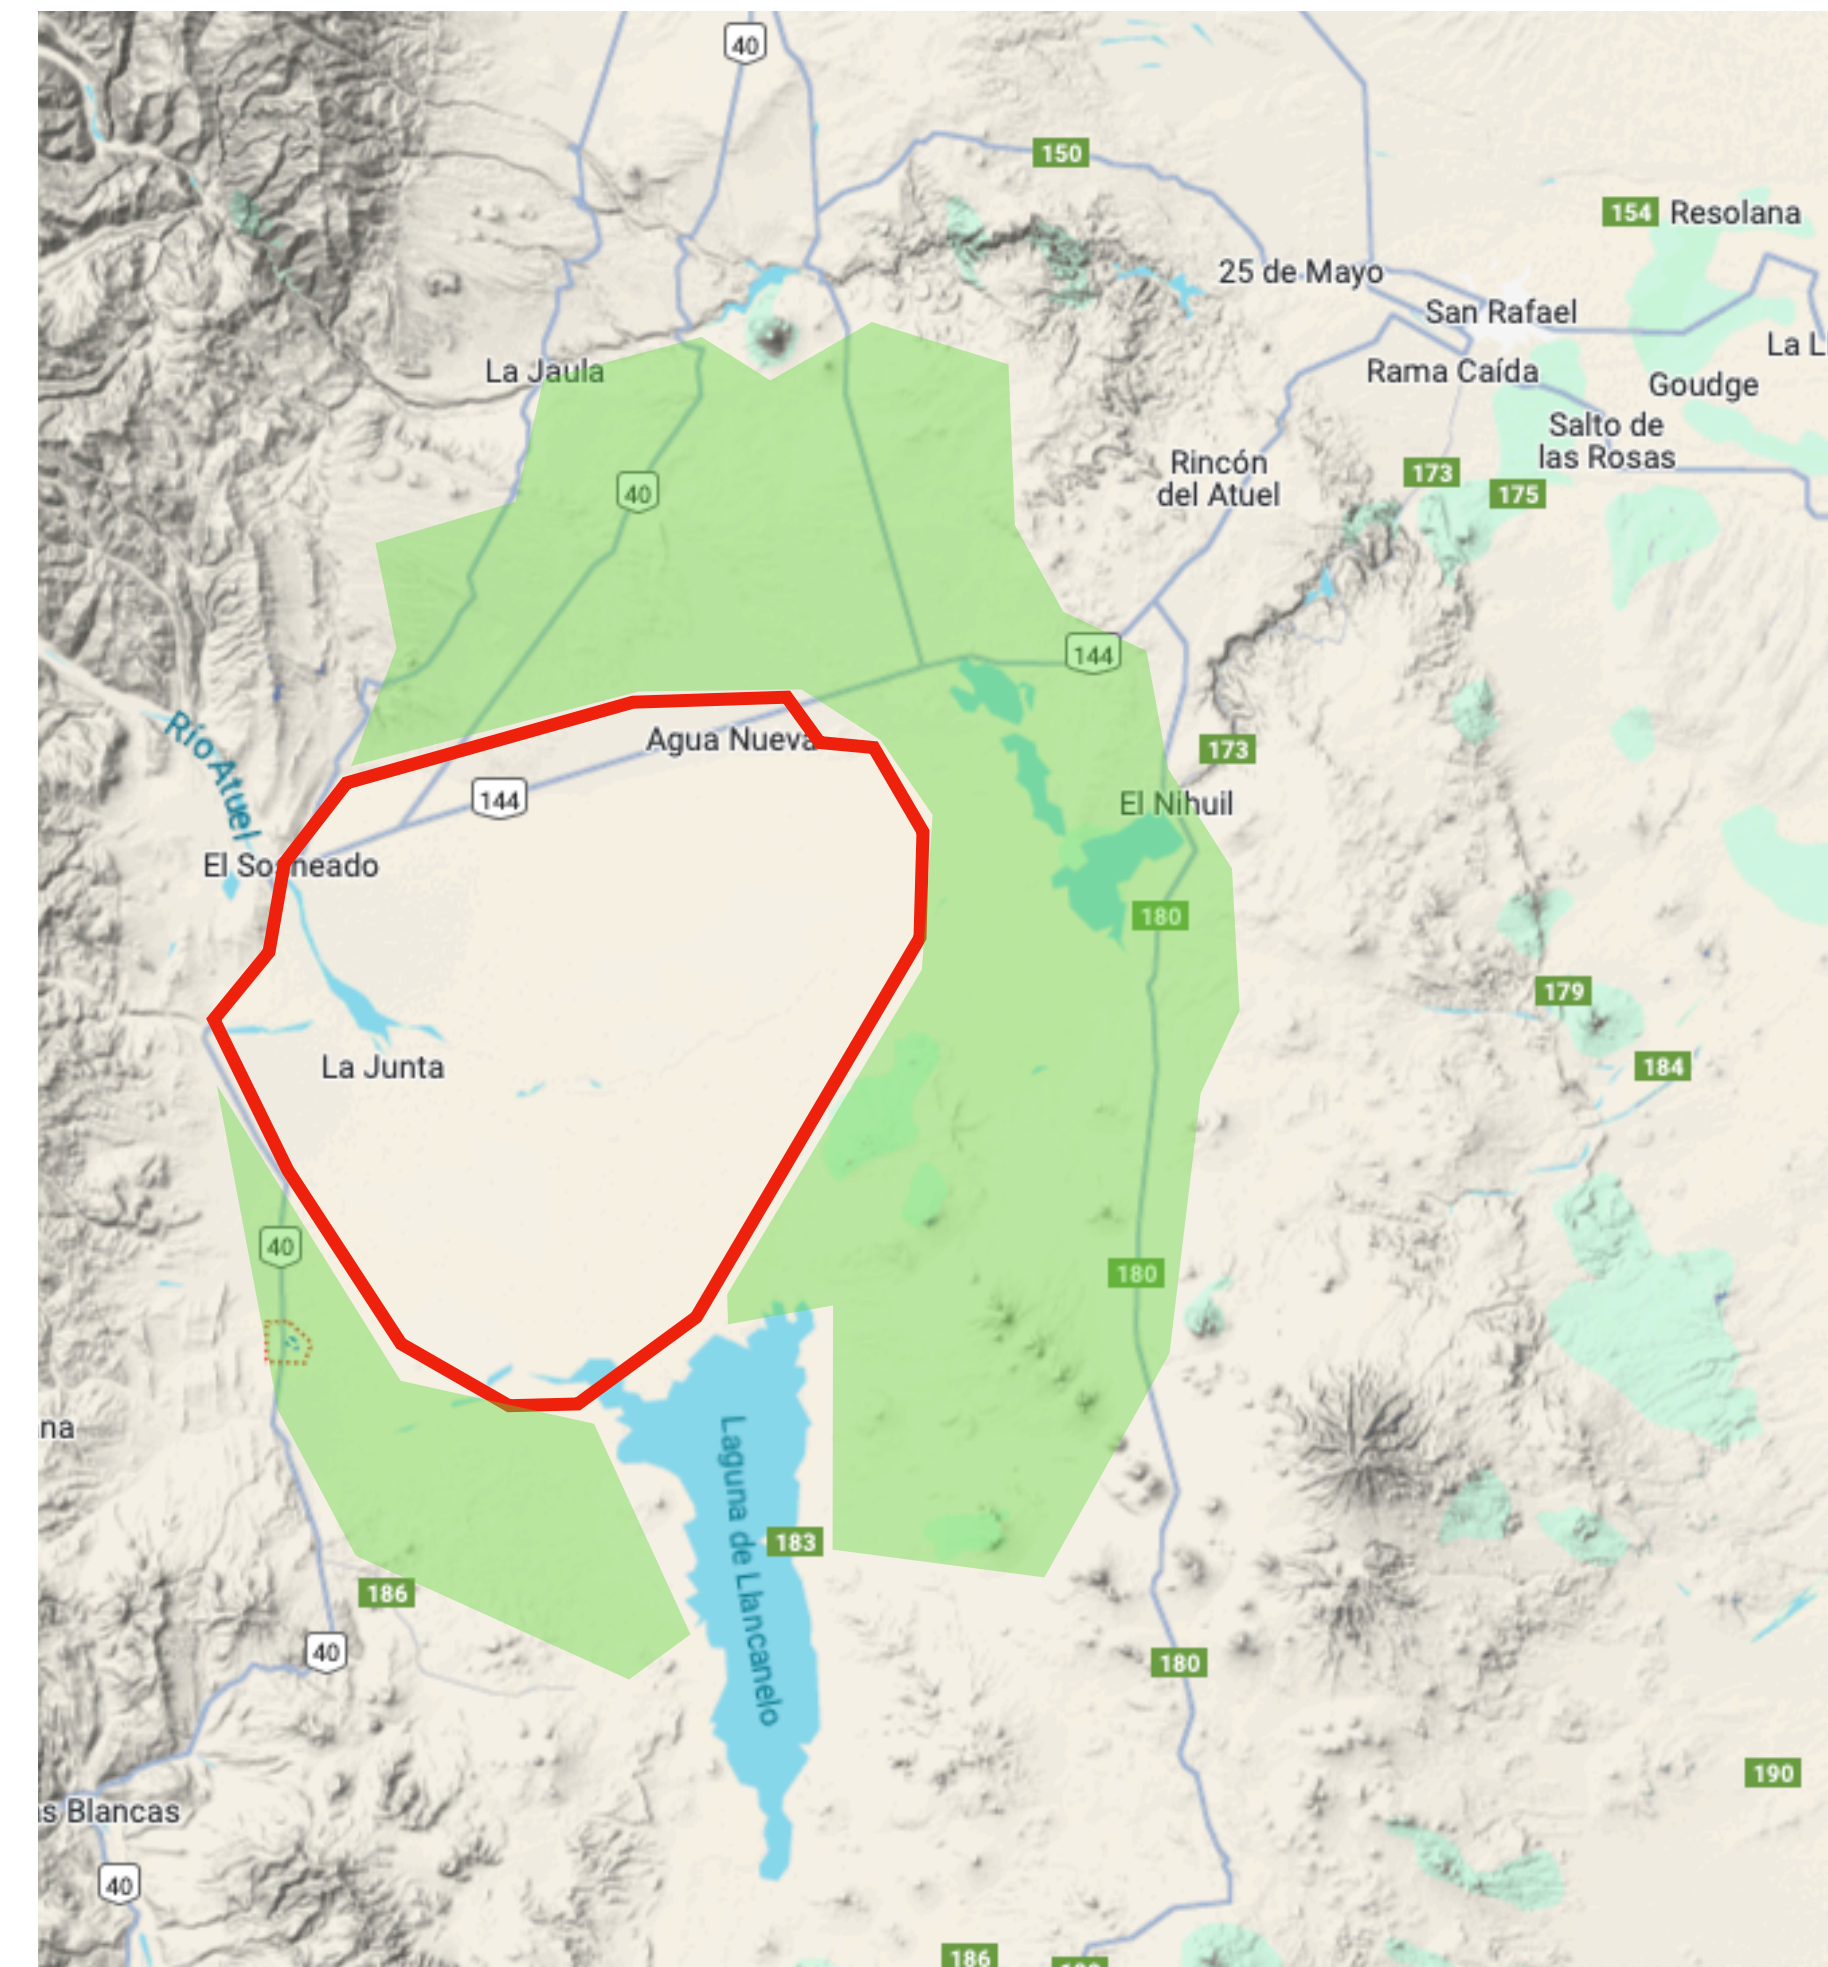 40
150
154 Resolana
25 de Mayo
San Rafael
La L
La Jaula
Rama Caída
Goudge
Salto de
las Rosas
Rincón
del Atuel
173
175
40
144
Río Atuel
Agua Nueva
173
144
El Nihuil
El Sosneado
180
179
La Junta
184
40
180
na
Laguna de Llancanelo
183
186
40
180
190
s Blancas
40
186